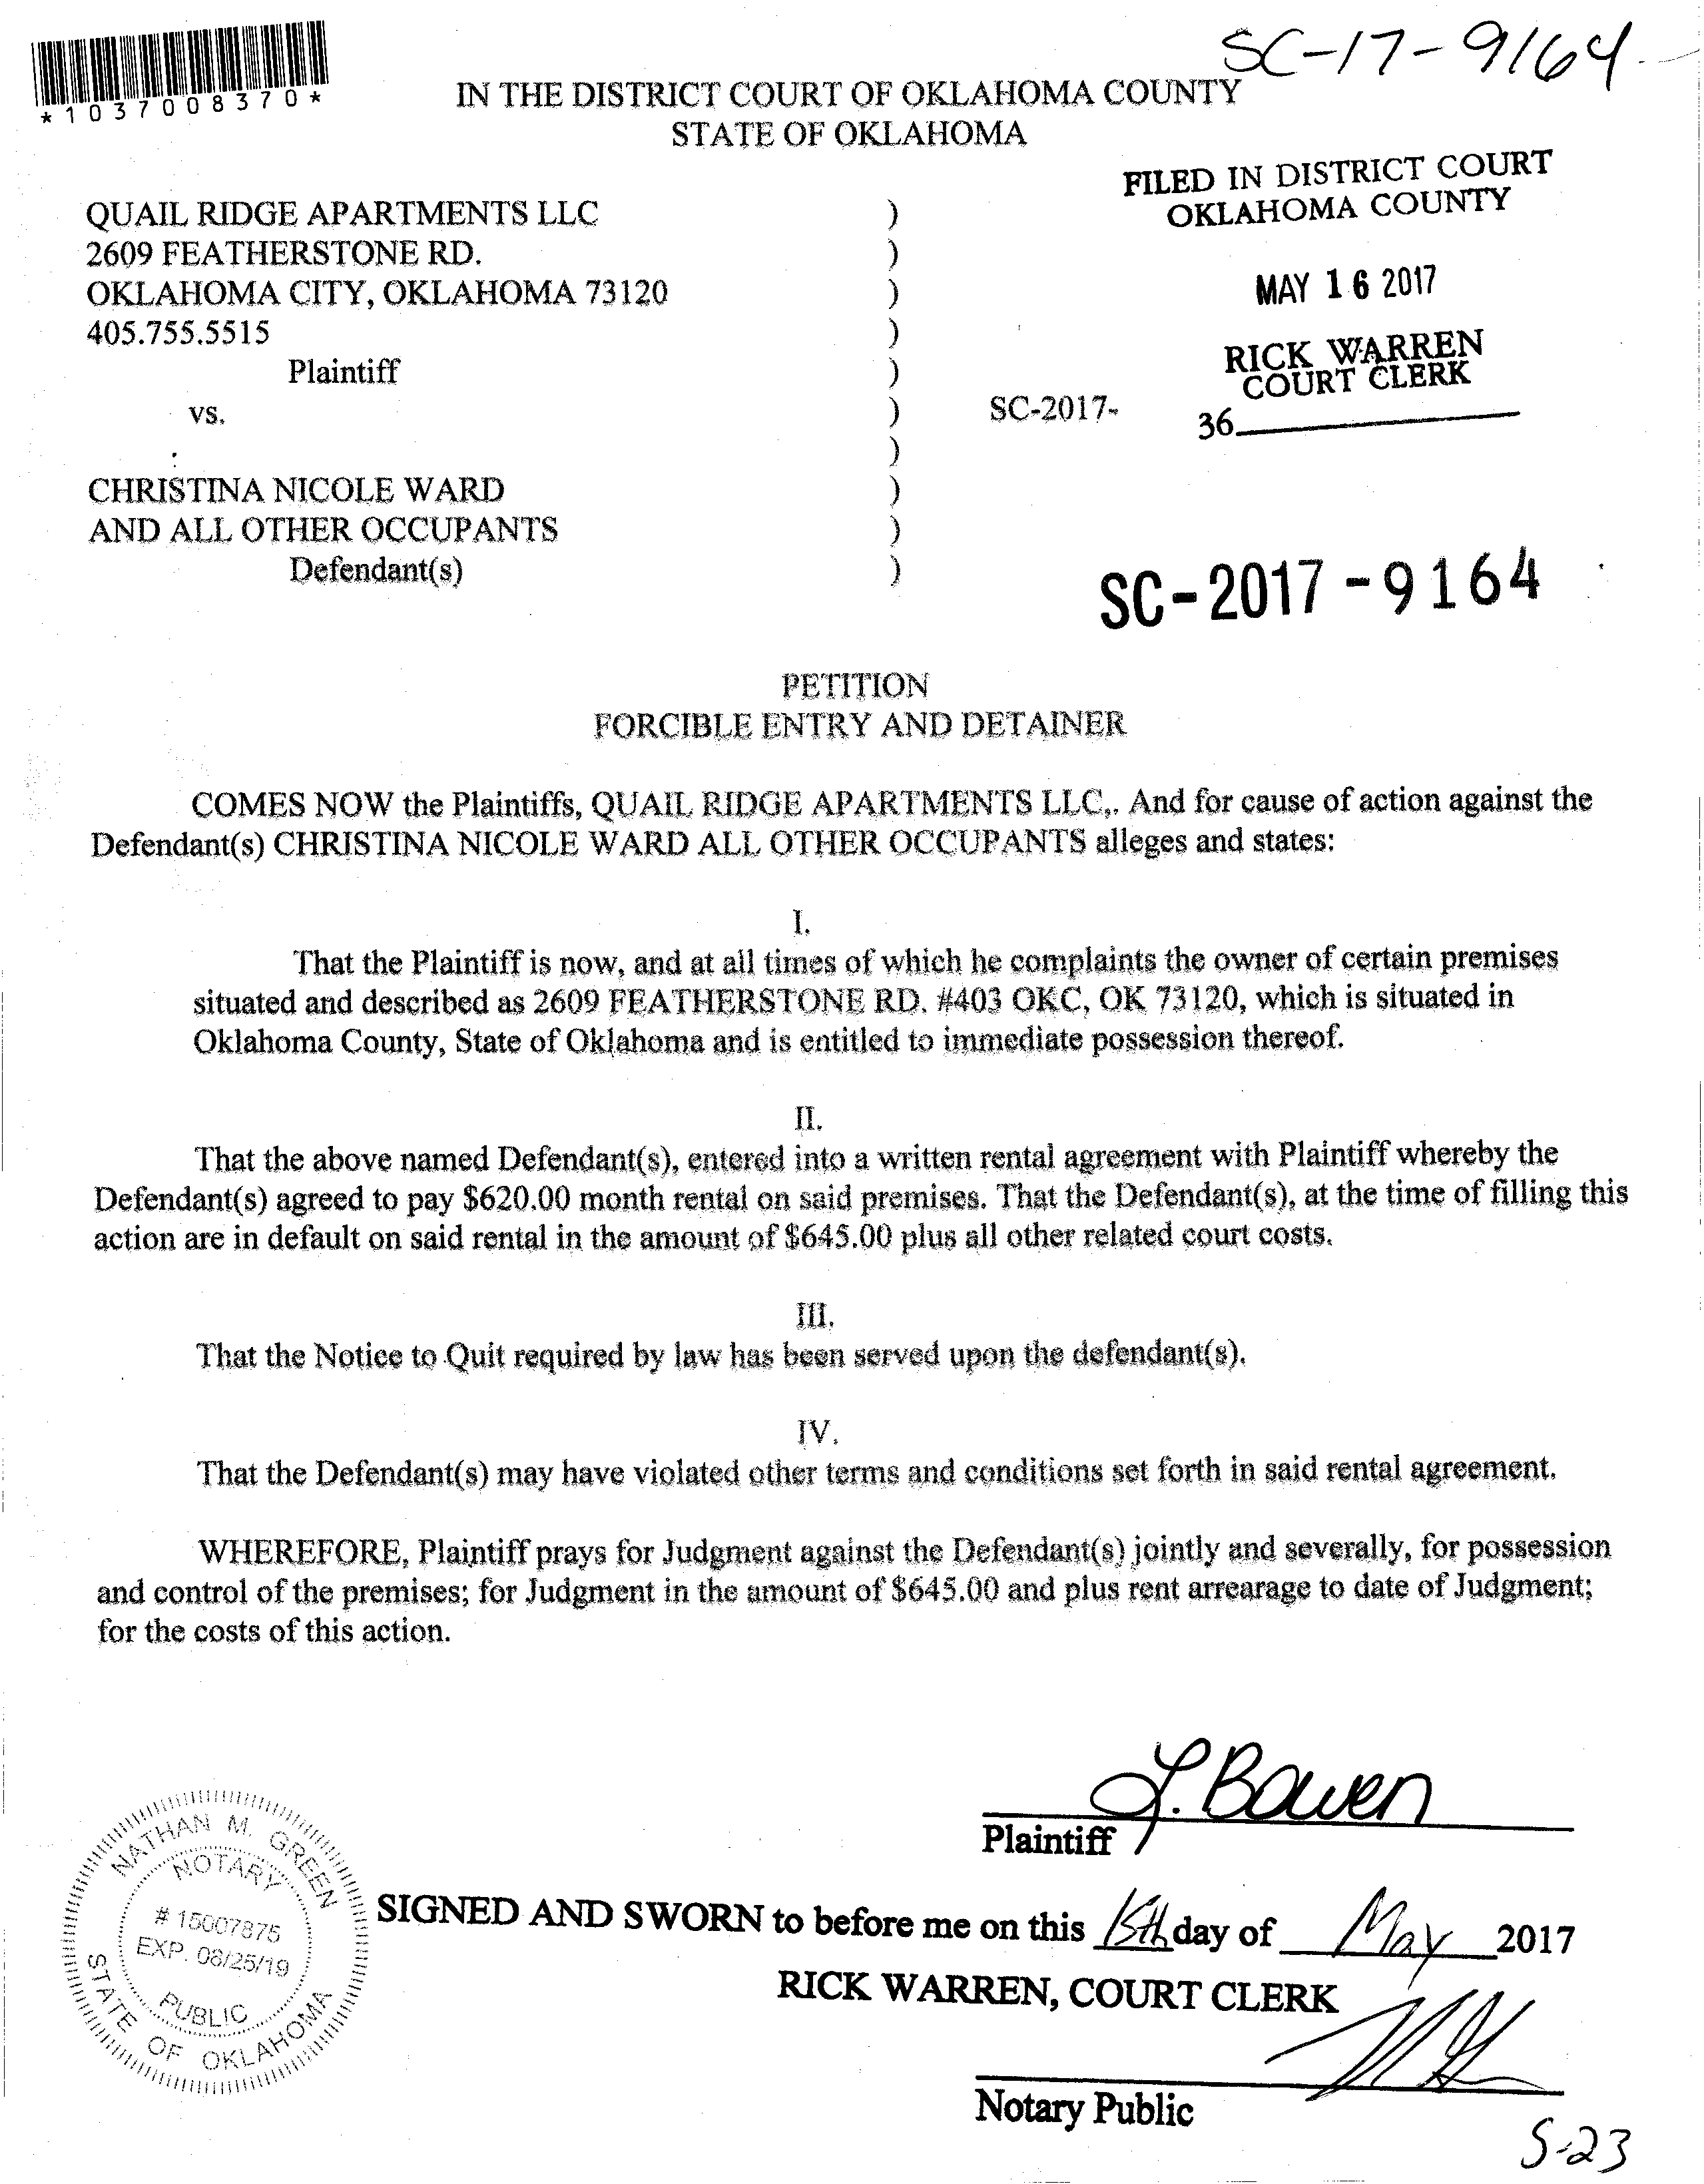 SC-17-9164
*1037008370*
IN THE DISTRICT COURT OF OKLAHOMA COUNTY
STATE OF OKLAHOMA
FILED IN DISTRICT COURT
OKLAHOMA COUNTY
MAY 16 2017
RICK WARREN
COURT CLERK
36
QUAIL RIDGE APARTMENTS LLC )
2609 FEATHERSTONE RD. )
OKLAHOMA CITY, OKLAHOMA 73120 )
405.755.5515 )
Plaintiff )
vs. ) SC-2017-
)
CHRISTINA NICOLE WARD )
AND ALL OTHER OCCUPANTS )
Defendant(s) )
SC-2017-9164
PETITION
FORCIBLE ENTRY AND DETAINER
COMES NOW the Plaintiffs, QUAIL RIDGE APARTMENTS LLC,. And for cause of action against the
Defendant(s) CHRISTINA NICOLE WARD ALL OTHER OCCUPANTS alleges and states:
I.
That the Plaintiff is now, and at all times of which he complaints the owner of certain premises
situated and described as 2609 FEATHERSTONE RD. #403 OKC, OK 73120, which is situated in
Oklahoma County, State of Oklahoma and is entitled to immediate possession thereof.
II.
That the above named Defendant(s), entered into a written rental agreement with Plaintiff whereby the
Defendant(s) agreed to pay $620.00 month rental on said premises. That the Defendant(s), at the time of filling this
action are in default on said rental in the amount of $645.00 plus all other related court costs.
III.
That the Notice to Quit required by law has been served upon the defendant(s).
IV.
That the Defendant(s) may have violated other terms and conditions set forth in said rental agreement.
WHEREFORE, Plaintiff prays for Judgment against the Defendant(s) jointly and severally, for possession
and control of the premises; for Judgment in the amount of $645.00 and plus rent arrearage to date of Judgment;
for the costs of this action.
L. Bowen
Plaintiff
NATHAN M. GREEN
NOTARY
# 15007875
EXP. 08/25/19
PUBLIC
STATE OF OKLAHOMA
SIGNED AND SWORN to before me on this 15th day of May 2017
RICK WARREN, COURT CLERK
Notary Public
5-23